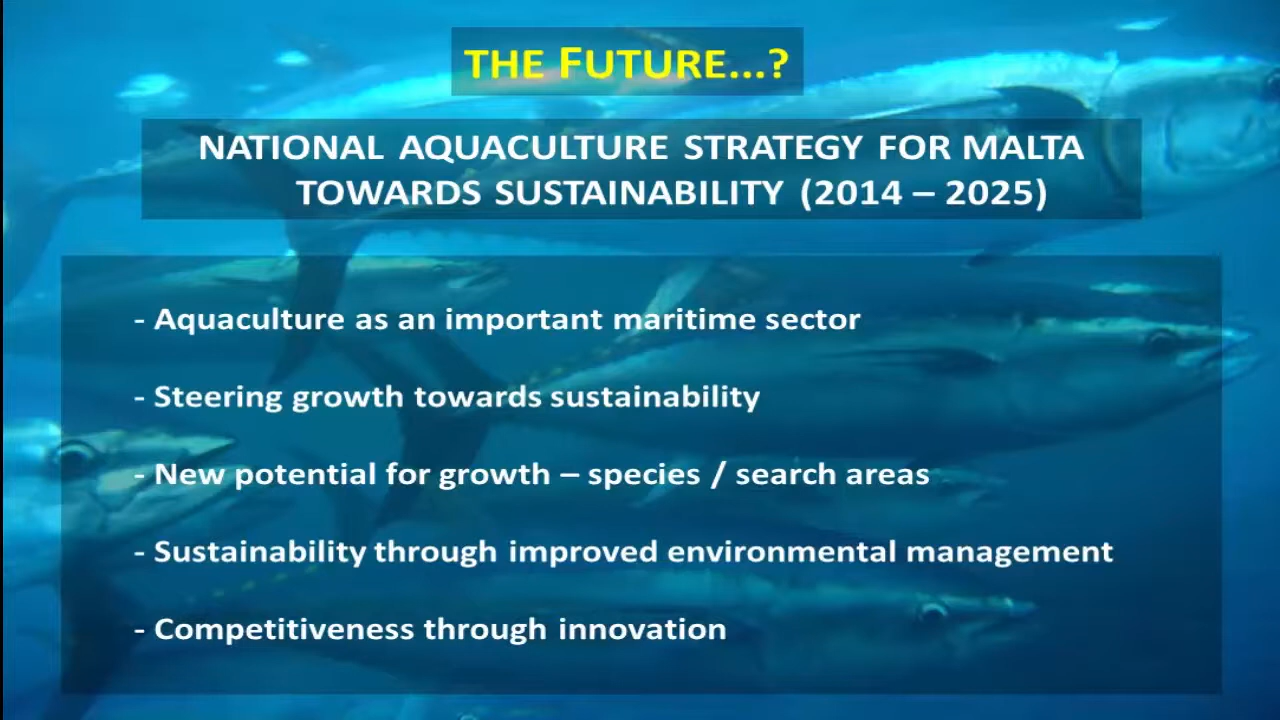 THE FUTURE...?
NATIONAL AQUACULTURE STRATEGY FOR MALTA
TOWARDS SUSTAINABILITY (2014 – 2025)
- Aquaculture as an important maritime sector
- Steering growth towards sustainability
- New potential for growth – species / search areas
- Sustainability through improved environmental management
- Competitiveness through innovation